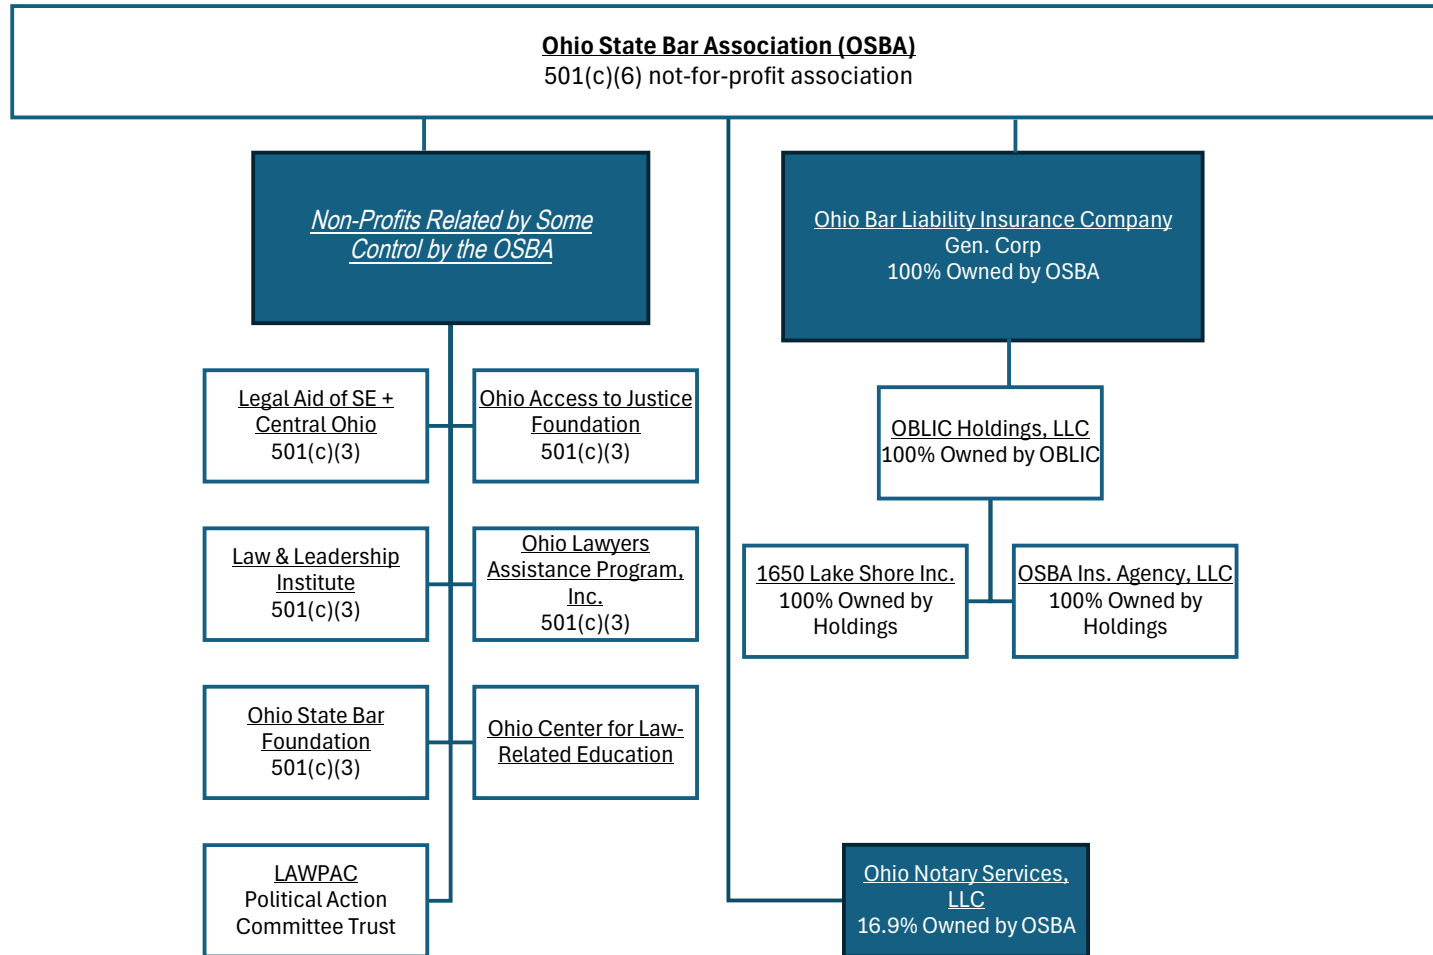 Ohio State Bar Association (OSBA)
501(c)(6) not-for-profit association
Non-Profits Related by Some
Control by the OSBA
Ohio Bar Liability Insurance Company
Gen. Corp
100% Owned by OSBA
Legal Aid of SE +
Central Ohio
501(c)(3)
Ohio Access to Justice
Foundation
501(c)(3)
OBLIC Holdings, LLC
100% Owned by OBLIC
Law & Leadership
Institute
501(c)(3)
Ohio Lawyers
Assistance Program,
Inc.
501(c)(3)
1650 Lake Shore Inc.
100% Owned by
Holdings
OSBA Ins. Agency, LLC
100% Owned by
Holdings
Ohio State Bar
Foundation
501(c)(3)
Ohio Center for Law-
Related Education
LAWPAC
Political Action
Committee Trust
Ohio Notary Services,
LLC
16.9% Owned by OSBA